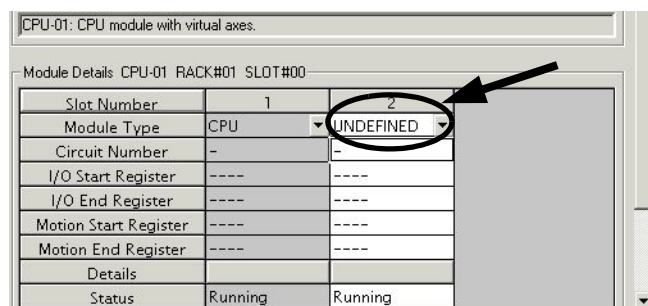 CPU-01: CPU module with virtual axes.
Module Details CPU-01 RACK#01 SLOT#00
Slot Number 1 2
Module Type CPU UNDEFINED
Circuit Number - -
I/O Start Register ---- ----
I/O End Register ---- ----
Motion Start Register ---- ----
Motion End Register ---- ----
Details
Status Running Running